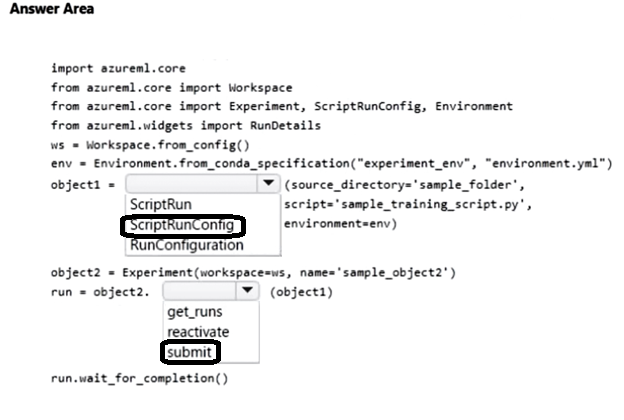 Answer Area
import azureml.core
from azureml.core import Workspace
from azureml.core import Experiment, ScriptRunConfig, Environment
from azureml.widgets import RunDetails
ws = Workspace.from_config()
env = Environment.from_conda_specification("experiment_env", "environment.yml")
object1 = (source_directory='sample_folder',
ScriptRun script='sample_training_script.py',
ScriptRunConfig environment=env)
RunConfiguration
object2 = Experiment(workspace=ws, name='sample_object2')
run = object2. (object1)
get_runs
reactivate
submit
run.wait_for_completion()